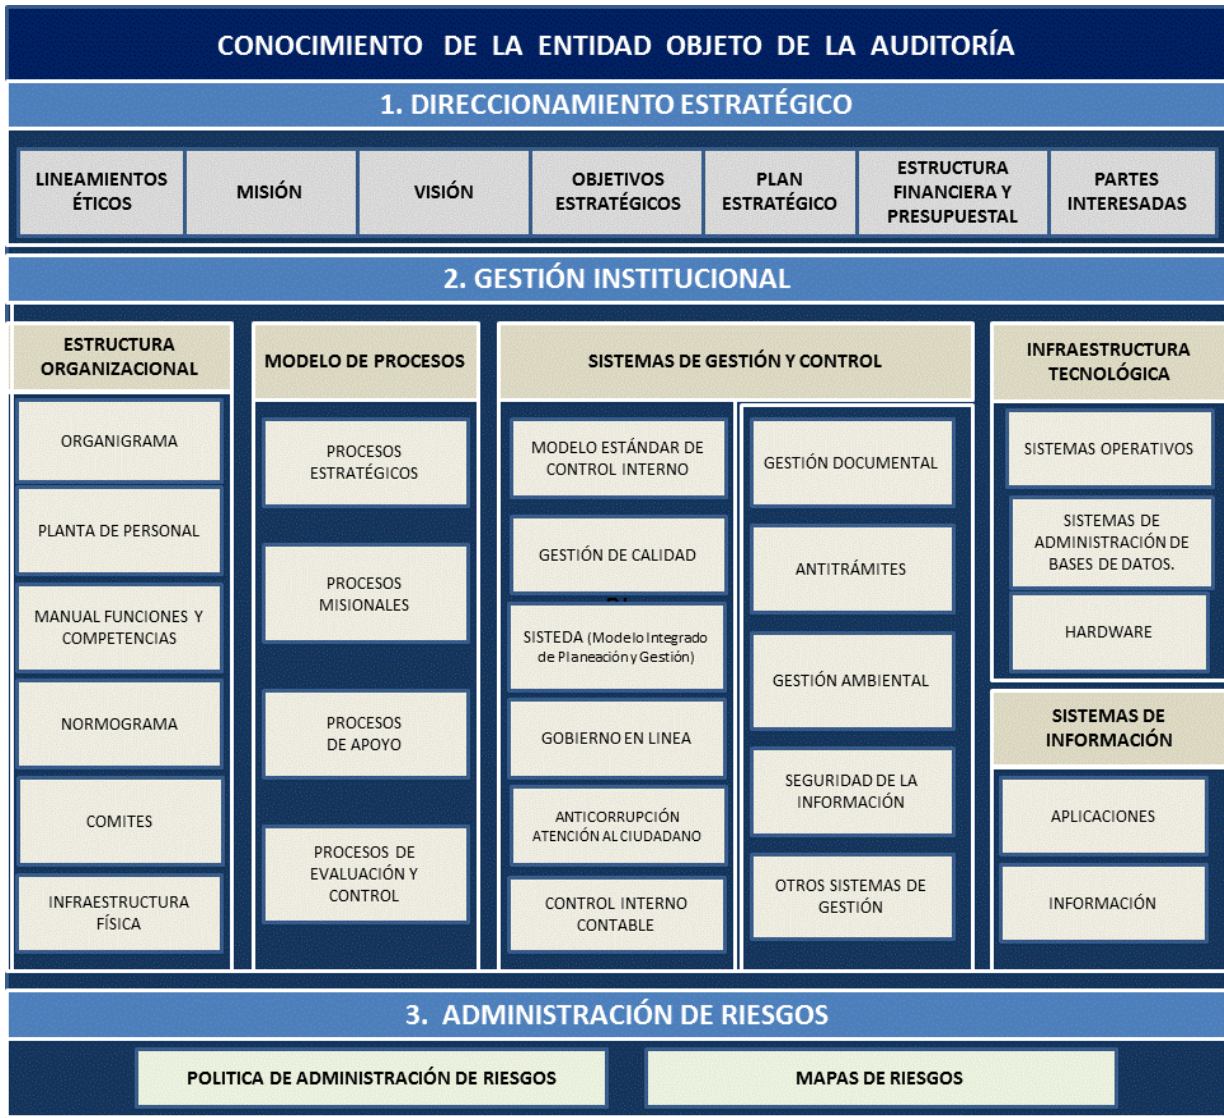 CONOCIMIENTO DE LA ENTIDAD OBJETO DE LA AUDITORÍA
1. DIRECCIONAMIENTO ESTRATÉGICO
LINEAMIENTOS
ÉTICOS
MISIÓN
VISIÓN
OBJETIVOS
ESTRATÉGICOS
PLAN
ESTRATÉGICO
ESTRUCTURA
FINANCIERA Y
PRESUPUESTAL
PARTES
INTERESADAS
2. GESTIÓN INSTITUCIONAL
ESTRUCTURA
ORGANIZACIONAL
ORGANIGRAMA
PLANTA DE PERSONAL
MANUAL FUNCIONES Y
COMPETENCIAS
NORMOGRAMA
COMITES
INFRAESTRUCTURA
FÍSICA
MODELO DE PROCESOS
PROCESOS
ESTRATÉGICOS
PROCESOS
MISIONALES
PROCESOS
DE APOYO
PROCESOS DE
EVALUACIÓN Y
CONTROL
SISTEMAS DE GESTIÓN Y CONTROL
MODELO ESTÁNDAR DE
CONTROL INTERNO
GESTIÓN DE CALIDAD
SISTEDA (Modelo Integrado
de Planeación y Gestión)
GOBIERNO EN LINEA
ANTICORRUPCIÓN
ATENCIÓN AL CIUDADANO
CONTROL INTERNO
CONTABLE
GESTIÓN DOCUMENTAL
ANTITRÁMITES
GESTIÓN AMBIENTAL
SEGURIDAD DE LA
INFORMACIÓN
OTROS SISTEMAS DE
GESTIÓN
INFRAESTRUCTURA
TECNOLÓGICA
SISTEMAS OPERATIVOS
SISTEMAS DE
ADMINISTRACIÓN DE
BASES DE DATOS.
HARDWARE
SISTEMAS DE
INFORMACIÓN
APLICACIONES
INFORMACIÓN
3. ADMINISTRACIÓN DE RIESGOS
POLITICA DE ADMINISTRACIÓN DE RIESGOS
MAPAS DE RIESGOS